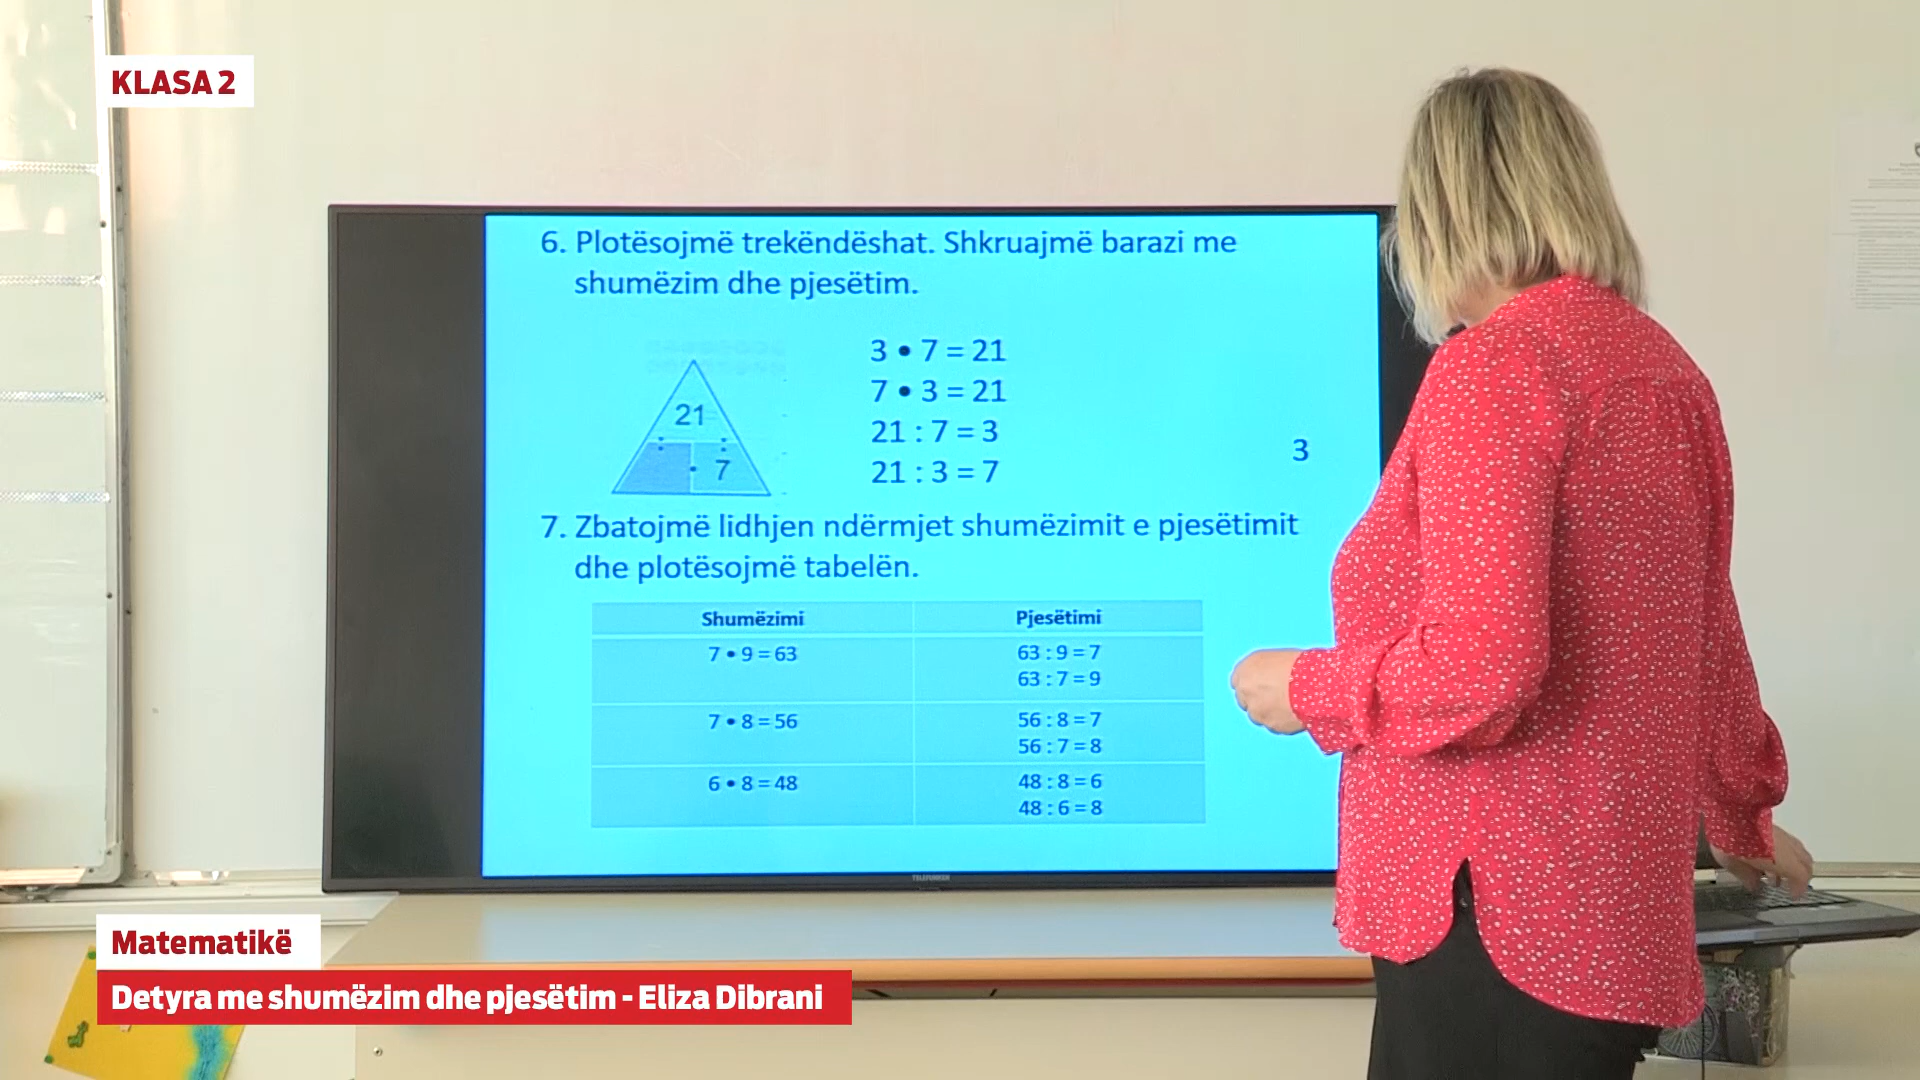 KLASA 2
6. Plotësojmë trekëndëshat. Shkruajmë barazi me
shumëzim dhe pjesëtim.
3 • 7 = 21
7 • 3 = 21
21 : 7 = 3
21 : 3 = 7
21
: :
• 7
3
7. Zbatojmë lidhjen ndërmjet shumëzimit e pjesëtimit
dhe plotësojmë tabelën.
Shumëzimi Pjesëtimi
7 • 9 = 63 63 : 9 = 7
63 : 7 = 9
7 • 8 = 56 56 : 8 = 7
56 : 7 = 8
6 • 8 = 48 48 : 8 = 6
48 : 6 = 8
TELEFUNKEN
Matematikë
Detyra me shumëzim dhe pjesëtim - Eliza Dibrani